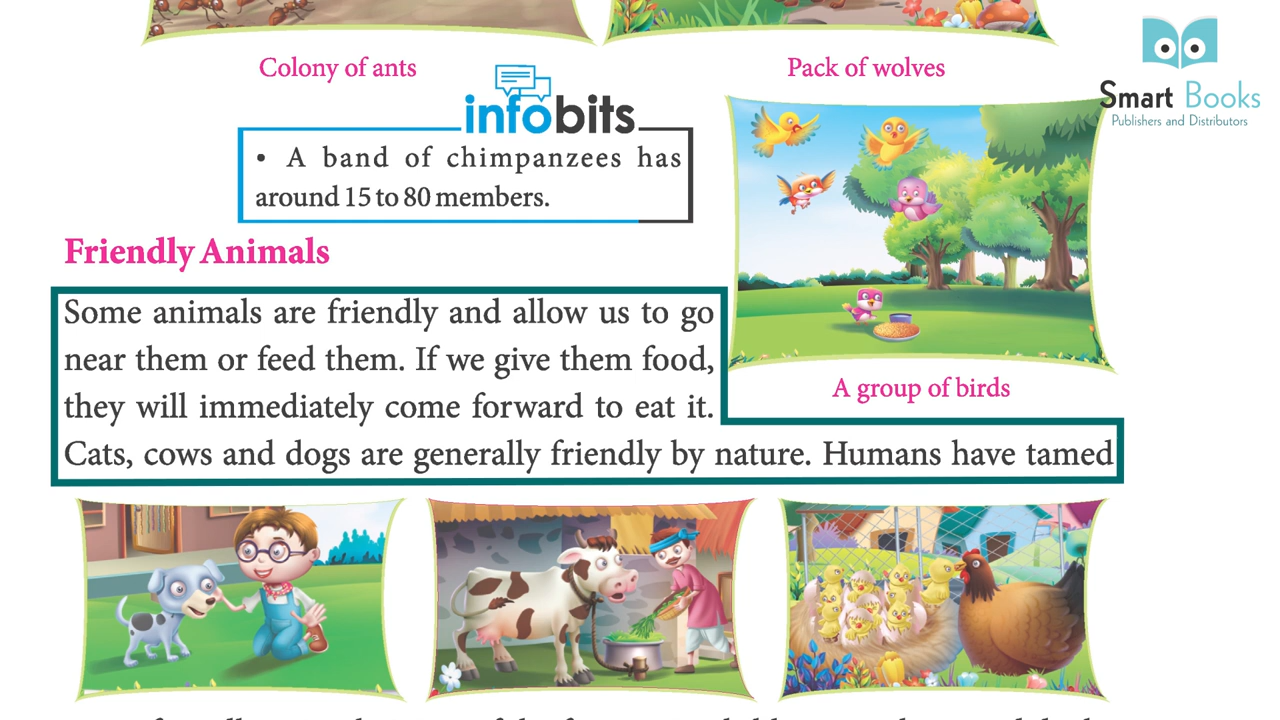 Colony of ants
Pack of wolves
Smart Books
Publishers and Distributors
infobits
• A band of chimpanzees has
around 15 to 80 members.
Friendly Animals
Some animals are friendly and allow us to go
near them or feed them. If we give them food,
they will immediately come forward to eat it.
A group of birds
Cats, cows and dogs are generally friendly by nature. Humans have tamed